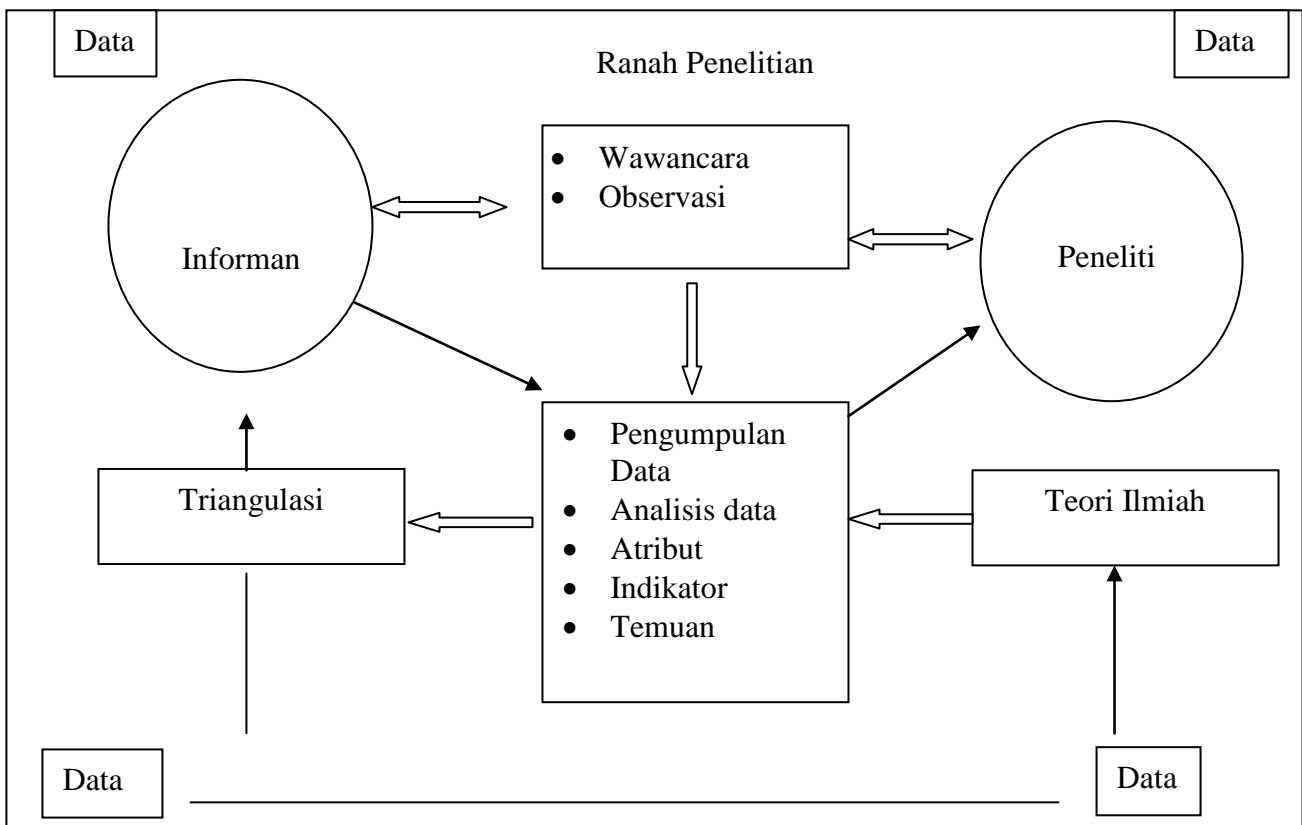 Data
Data
Ranah Penelitian
• Wawancara
• Observasi
Informan
Peneliti
• Pengumpulan
Data
• Analisis data
• Atribut
• Indikator
• Temuan
Triangulasi
Teori Ilmiah
Data
Data